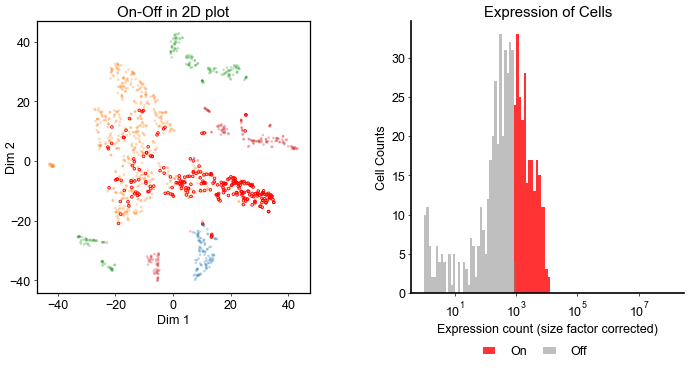 On-Off in 2D plot
40
20
0
−20
−40
Dim 2
−40
−20
0
20
40
Dim 1
Expression of Cells
30
25
20
15
10
5
0
Cell Counts
10^1
10^3
10^5
10^7
Expression count (size factor corrected)
On
Off